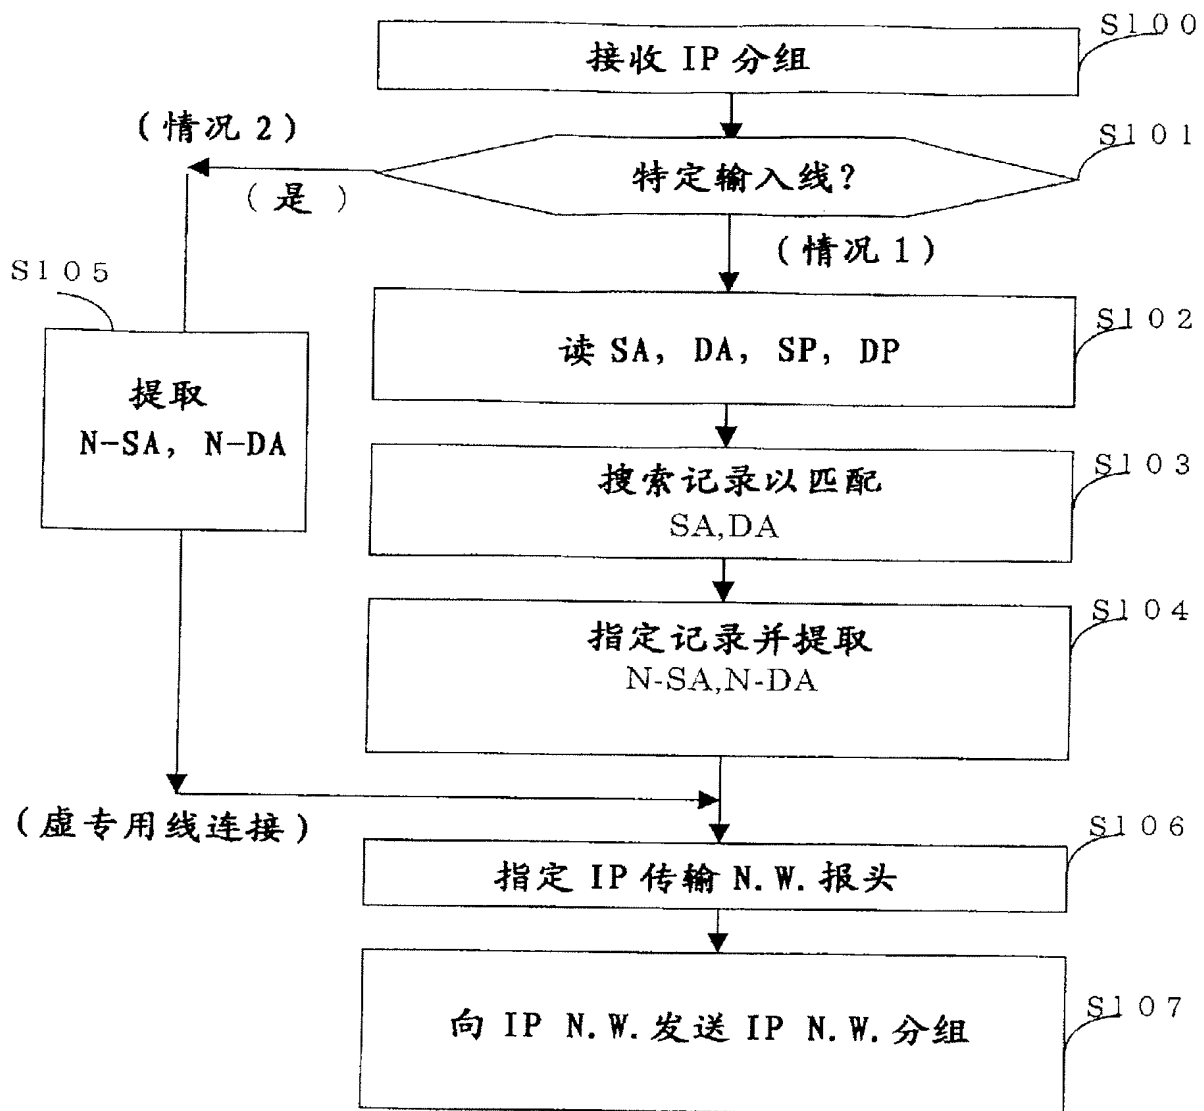 S100
接收 IP 分组
(情况 2)
S101
特定输入线?
(是)
(情况 1)
S105
S102
读 SA, DA, SP, DP
提取
N-SA, N-DA
S103
搜索记录以匹配
SA,DA
S104
指定记录并提取
N-SA,N-DA
(虚专用线连接)
S106
指定 IP 传输 N.W. 报头
S107
向 IP N.W. 发送 IP N.W. 分组